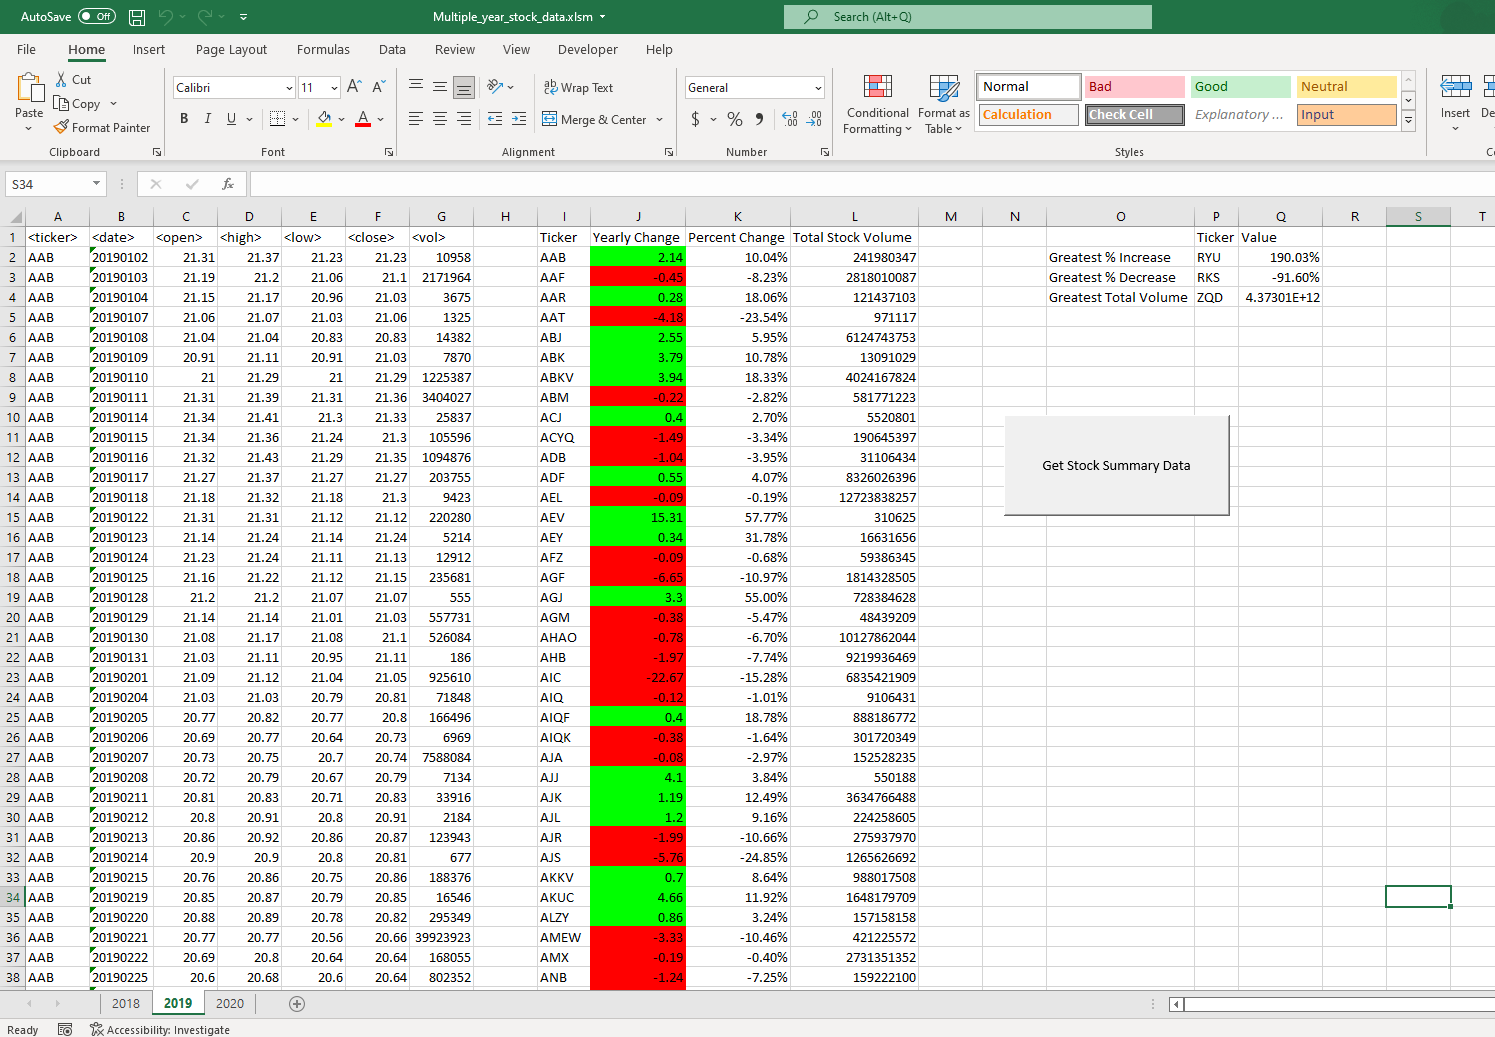 AutoSave Off Multiple_year_stock_data.xlsm Search (Alt+Q)
File Home Insert Page Layout Formulas Data Review View Developer Help
Paste Cut Copy Format Painter Clipboard
Calibri 11 B I U A A A Font
ab Wrap Text Merge & Center Alignment
General $ % 9 .00 .00 Number
Conditional Formatting Format as Table
Normal Bad Good Neutral
Calculation Check Cell Explanatory ... Input
Styles
Insert De
S34 fx
A B C D E F G H I J K L M N O P Q R S T
1 <ticker> <date> <open> <high> <low> <close> <vol> Ticker Yearly Change Percent Change Total Stock Volume Ticker Value
2 AAB 20190102 21.31 21.37 21.23 21.23 10958 AAB 2.14 10.04% 241980347 Greatest % Increase RYU 190.03%
3 AAB 20190103 21.19 21.2 21.06 21.1 2171964 AAF -0.45 -8.23% 2818010087 Greatest % Decrease RKS -91.60%
4 AAB 20190104 21.15 21.17 20.96 21.03 3675 AAR 0.28 18.06% 121437103 Greatest Total Volume ZQD 4.37301E+12
5 AAB 20190107 21.06 21.07 21.03 21.06 1325 AAT -4.18 -23.54% 971117
6 AAB 20190108 21.04 21.04 20.83 20.83 14382 ABJ 2.55 5.95% 6124743753
7 AAB 20190109 20.91 21.11 20.91 21.03 7870 ABK 3.79 10.78% 13091029
8 AAB 20190110 21 21.29 21 21.29 1225387 ABKV 3.94 18.33% 4024167824
9 AAB 20190111 21.31 21.39 21.31 21.36 3404027 ABM -0.22 -2.82% 581771223
10 AAB 20190114 21.34 21.41 21.3 21.33 25837 ACJ 0.4 2.70% 5520801
11 AAB 20190115 21.34 21.36 21.24 21.3 105596 ACYQ -1.49 -3.34% 190645397
12 AAB 20190116 21.32 21.43 21.29 21.35 1094876 ADB -1.04 -3.95% 31106434
Get Stock Summary Data
13 AAB 20190117 21.27 21.37 21.27 21.27 203755 ADF 0.55 4.07% 8326026396
14 AAB 20190118 21.18 21.32 21.18 21.3 9423 AEL -0.09 -0.19% 12723838257
15 AAB 20190122 21.31 21.31 21.12 21.12 220280 AEV 15.31 57.77% 310625
16 AAB 20190123 21.14 21.24 21.14 21.24 5214 AEY 0.34 31.78% 16631656
17 AAB 20190124 21.23 21.24 21.11 21.13 12912 AFZ -0.09 -0.68% 59386345
18 AAB 20190125 21.16 21.22 21.12 21.15 235681 AGF -6.65 -10.97% 1814328505
19 AAB 20190128 21.2 21.2 21.07 21.07 555 AGJ 3.3 55.00% 728384628
20 AAB 20190129 21.14 21.14 21.01 21.03 557731 AGM -0.38 -5.47% 48439209
21 AAB 20190130 21.08 21.17 21.08 21.1 526084 AHAO -0.78 -6.70% 10127862044
22 AAB 20190131 21.03 21.11 20.95 21.11 186 AHB -1.97 -7.74% 9219936469
23 AAB 20190201 21.09 21.12 21.04 21.05 925610 AIC -22.67 -15.28% 6835421909
24 AAB 20190204 21.03 21.03 20.79 20.81 71848 AIQ -0.12 -1.01% 9106431
25 AAB 20190205 20.77 20.82 20.77 20.8 166496 AIQF 0.4 18.78% 888186772
26 AAB 20190206 20.69 20.77 20.64 20.73 6969 AIQK -0.38 -1.64% 301720349
27 AAB 20190207 20.73 20.75 20.7 20.74 7588084 AJA -0.08 -2.97% 152528235
28 AAB 20190208 20.72 20.79 20.67 20.79 7134 AJJ 4.1 3.84% 550188
29 AAB 20190211 20.81 20.83 20.71 20.83 33916 AJK 1.19 12.49% 3634766488
30 AAB 20190212 20.8 20.91 20.8 20.91 2184 AJL 1.2 9.16% 224258605
31 AAB 20190213 20.86 20.92 20.86 20.87 123943 AJR -1.99 -10.66% 275937970
32 AAB 20190214 20.9 20.9 20.8 20.81 677 AJS -5.76 -24.85% 1265626692
33 AAB 20190215 20.76 20.86 20.75 20.86 188376 AKKV 0.7 8.64% 988017508
34 AAB 20190219 20.85 20.87 20.79 20.85 16546 AKUC 4.66 11.92% 1648179709
35 AAB 20190220 20.88 20.89 20.78 20.82 295349 ALZY 0.86 3.24% 157158158
36 AAB 20190221 20.77 20.77 20.56 20.66 39923923 AMEW -3.33 -10.46% 421225572
37 AAB 20190222 20.69 20.8 20.64 20.64 168055 AMX -0.19 -0.40% 2731351352
38 AAB 20190225 20.6 20.68 20.6 20.64 802352 ANB -1.24 -7.25% 159222100
2018 2019 2020
Ready Accessibility: Investigate